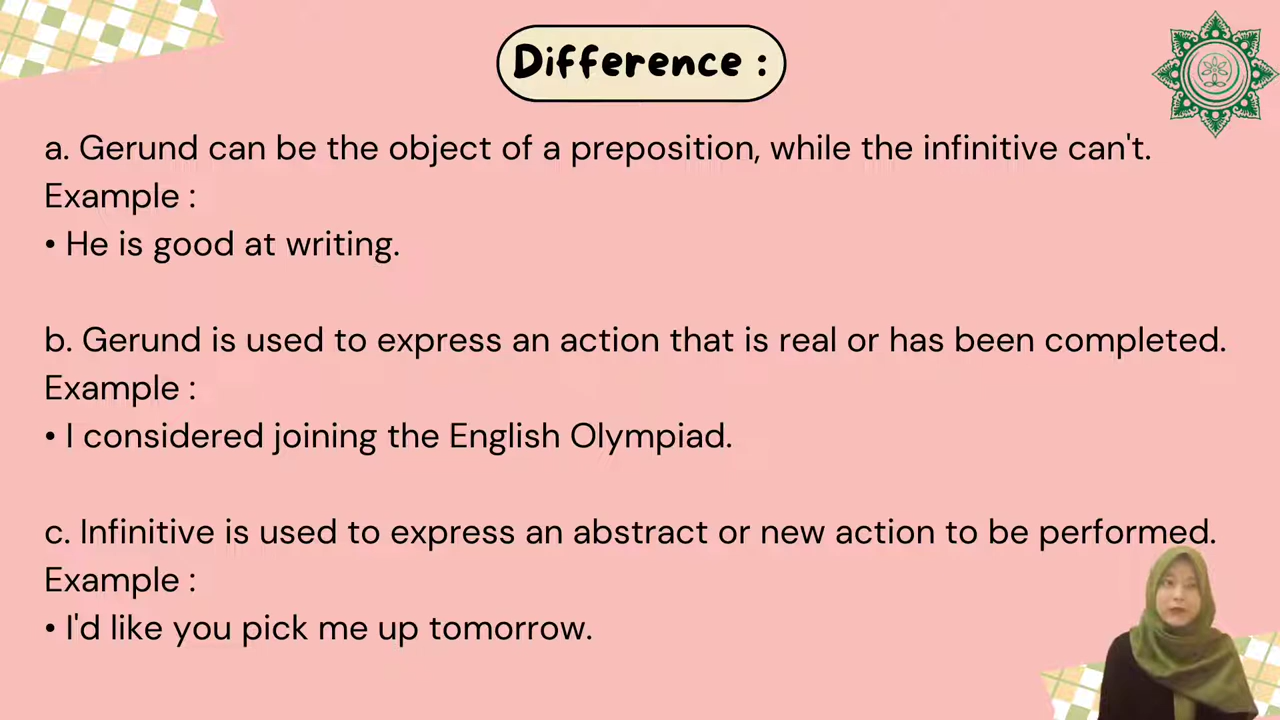 Difference :
a. Gerund can be the object of a preposition, while the infinitive can't.
Example :
• He is good at writing.
b. Gerund is used to express an action that is real or has been completed.
Example :
• I considered joining the English Olympiad.
c. Infinitive is used to express an abstract or new action to be performed.
Example :
• I'd like you pick me up tomorrow.